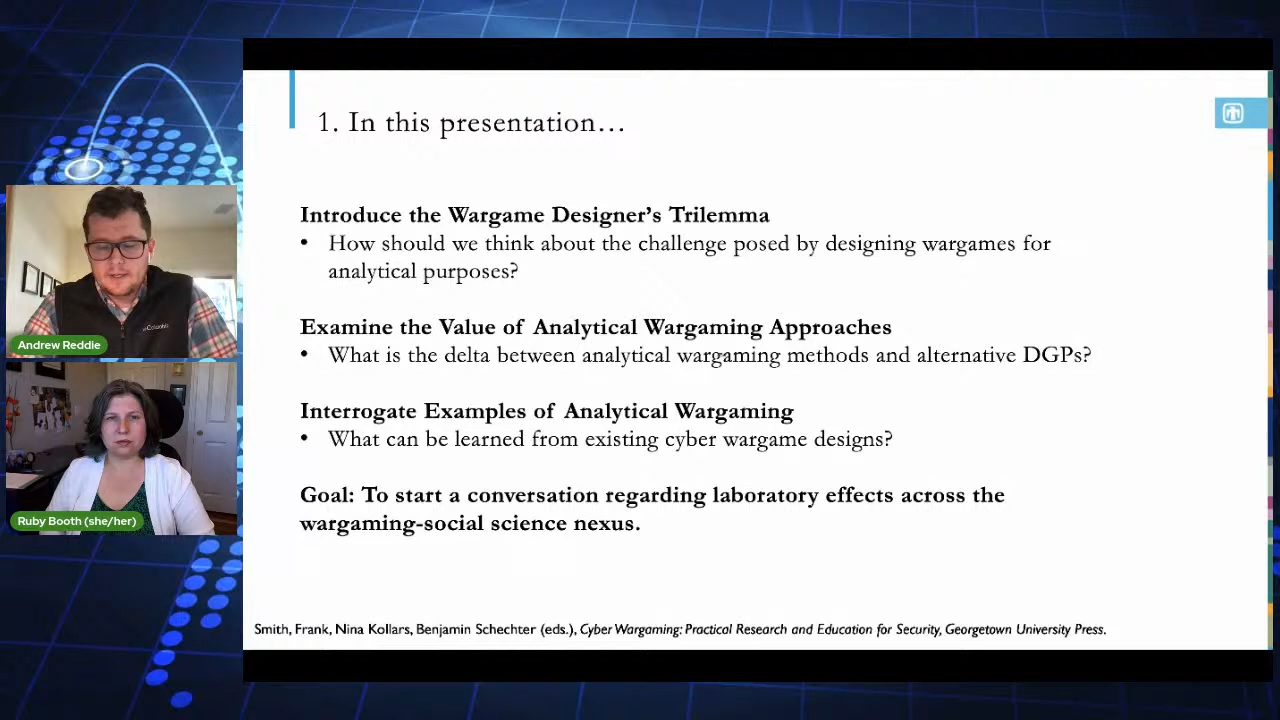 1. In this presentation…
Introduce the Wargame Designer’s Trilemma
• How should we think about the challenge posed by designing wargames for
analytical purposes?
Examine the Value of Analytical Wargaming Approaches
• What is the delta between analytical wargaming methods and alternative DGPs?
Interrogate Examples of Analytical Wargaming
• What can be learned from existing cyber wargame designs?
Goal: To start a conversation regarding laboratory effects across the
wargaming-social science nexus.
Smith, Frank, Nina Kollars, Benjamin Schechter (eds.), Cyber Wargaming: Practical Research and Education for Security, Georgetown University Press.
Columbia
Andrew Reddie
Ruby Booth (she/her)